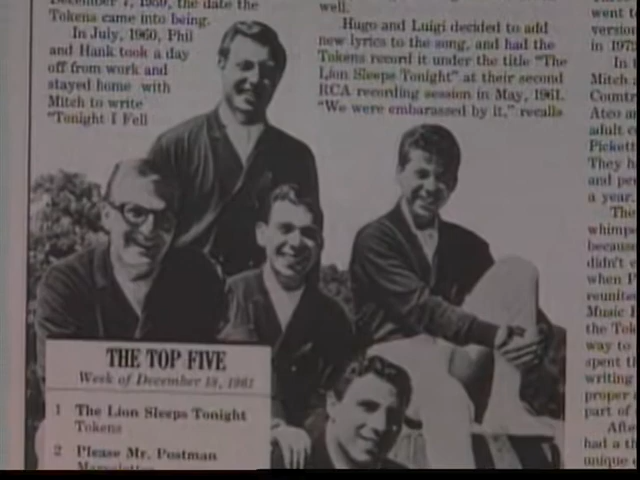 December 7, 1959, the date the
Tokens came into being.
In July, 1960, Phil
and Hank took a day
off from work and
stayed home with
Mitch to write
"Tonight I Fell
well.
Hugo and Luigi decided to add
new lyrics to the song, and had the
Tokens record it under the title "The
Lion Sleeps Tonight" at their second
RCA recording session in May, 1961.
"We were embarassed by it," recalls
THE TOP FIVE
Week of December 18, 1961
1 The Lion Sleeps Tonight
Tokens
2 Please Mr. Postman
Marvelettes
went t
version
in 1978
In
Mitch
Countr
Atco a
adult c
Pickett
They h
and pe
a year.
The
whimp
because
didn't
when I
reunite
Music
the Tok
way to
spent t
writing
proper
part of
Afte
had a th
unique